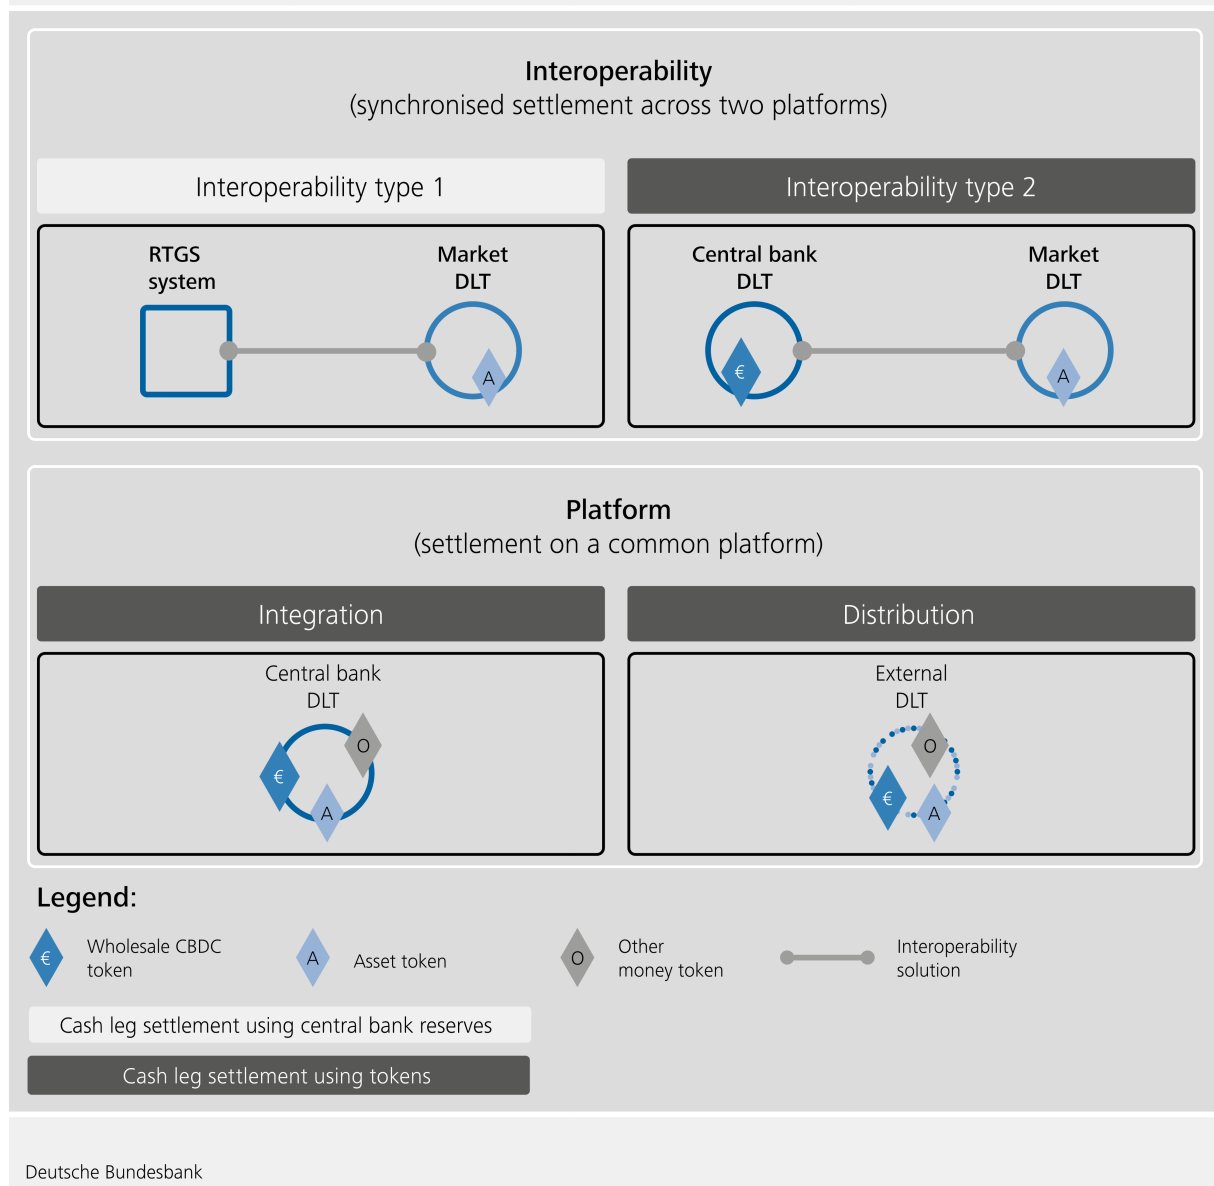 Interoperability
(synchronised settlement across two platforms)
Interoperability type 1
Interoperability type 2
RTGS
system
Market
DLT
A
Central bank
DLT
Market
DLT
€
A
Platform
(settlement on a common platform)
Integration
Distribution
Central bank
DLT
O
€
A
External
DLT
O
€
A
Legend:
€
Wholesale CBDC
token
A
Asset token
O
Other
money token
Interoperability
solution
Cash leg settlement using central bank reserves
Cash leg settlement using tokens
Deutsche Bundesbank